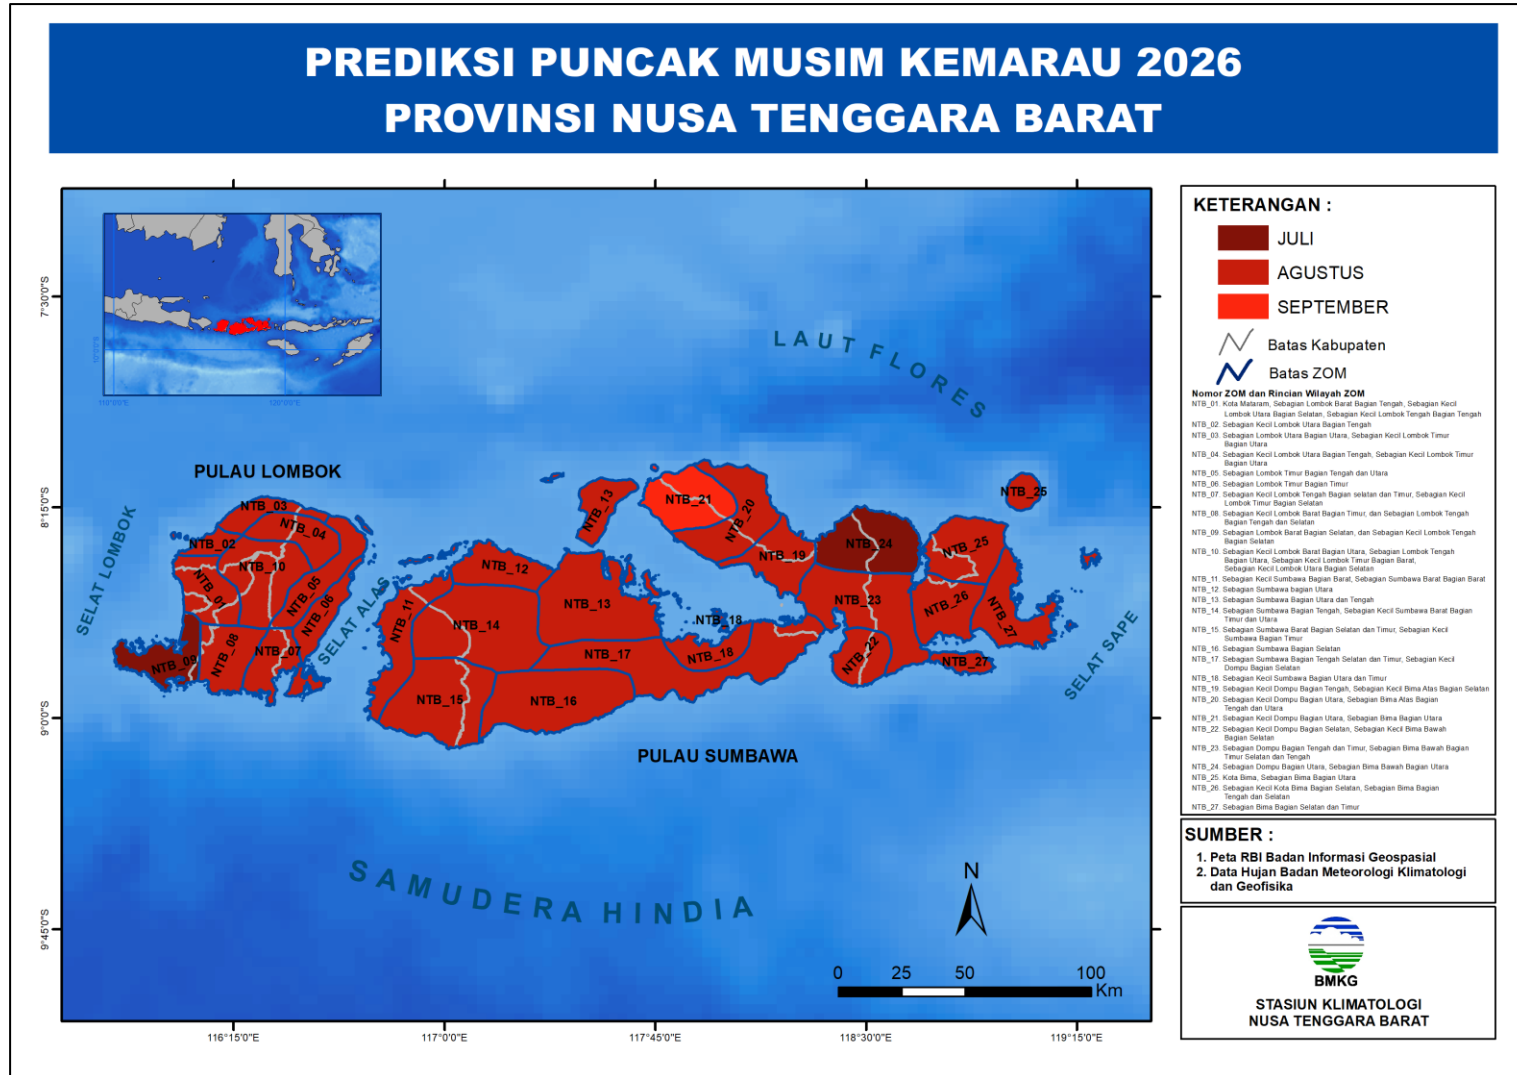 PREDIKSI PUNCAK MUSIM KEMARAU 2026
PROVINSI NUSA TENGGARA BARAT
7°30'0"S
8°15'0"S
9°0'0"S
9°45'0"S
116°15'0"E
117°0'0"E
117°45'0"E
118°30'0"E
119°15'0"E
120°0'0"E
LAUT FLORES
PULAU LOMBOK
SELAT LOMBOK
SELAT ALAS
SELAT SAPE
PULAU SUMBAWA
SAMUDERA HINDIA
NTB_03
NTB_04
NTB_02
NTB_10
NTB_01
NTB_05
NTB_06
NTB_08
NTB_07
NTB_09
NTB_11
NTB_12
NTB_13
NTB_13
NTB_14
NTB_15
NTB_16
NTB_17
NTB_18
NTB_18
NTB_21
NTB_20
NTB_19
NTB_24
NTB_23
NTB_22
NTB_25
NTB_25
NTB_26
NTB_27
NTB_27
N
0 25 50 100
Km
KETERANGAN :
JULI
AGUSTUS
SEPTEMBER
Batas Kabupaten
Batas ZOM
Nomor ZOM dan Rincian Wilayah ZOM
NTB_01. Kota Mataram, Sebagian Lombok Barat Bagian Tengah, Sebagian Kecil
Lombok Utara Bagian Selatan, Sebagian Kecil Lombok Tengah Bagian Tengah
NTB_02. Sebagian Kecil Lombok Utara Bagian Tengah
NTB_03. Sebagian Lombok Utara Bagian Utara, Sebagian Kecil Lombok Timur
Bagian Utara
NTB_04. Sebagian Kecil Lombok Utara Bagian Tengah, Sebagian Kecil Lombok Timur
Bagian Utara
NTB_05. Sebagian Lombok Timur Bagian Tengah dan Utara
NTB_06. Sebagian Lombok Timur Bagian Timur
NTB_07. Sebagian Kecil Lombok Tengah Bagian selatan dan Timur, Sebagian Kecil
Lombok Timur Bagian Selatan
NTB_08. Sebagian Kecil Lombok Barat Bagian Timur, dan Sebagian Lombok Tengah
Bagian Tengah dan Selatan
NTB_09. Sebagian Lombok Barat Bagian Selatan, dan Sebagian Kecil Lombok Tengah
Bagian Selatan
NTB_10. Sebagian Kecil Lombok Barat Bagian Utara, Sebagian Lombok Tengah
Bagian Utara, Sebagian Kecil Lombok Timur Bagian Barat,
Sebagian Kecil Lombok Utara Bagian Selatan
NTB_11. Sebagian Kecil Sumbawa Bagian Barat, Sebagian Sumbawa Barat Bagian Barat
NTB_12. Sebagian Sumbawa bagian Utara
NTB_13. Sebagian Sumbawa Bagian Utara dan Tengah
NTB_14. Sebagian Sumbawa Bagian Tengah, Sebagian Kecil Sumbawa Barat Bagian
Timur dan Utara
NTB_15. Sebagian Sumbawa Barat Bagian Selatan dan Timur, Sebagian Kecil
Sumbawa Bagian Timur
NTB_16. Sebagian Sumbawa Bagian Selatan
NTB_17. Sebagian Sumbawa Bagian Tengah Selatan dan Timur, Sebagian Kecil
Dompu Bagian Selatan
NTB_18. Sebagian Kecil Sumbawa Bagian Utara dan Timur
NTB_19. Sebagian Kecil Dompu Bagian Tengah, Sebagian Kecil Bima Atas Bagian Selatan
NTB_20. Sebagian Kecil Dompu Bagian Utara, Sebagian Bima Atas Bagian
Tengah dan Utara
NTB_21. Sebagian Kecil Dompu Bagian Utara, Sebagian Bima Bagian Utara
NTB_22. Sebagian Kecil Dompu Bagian Selatan, Sebagian Kecil Bima Bawah
Bagian Selatan
NTB_23. Sebagian Dompu Bagian Tengah dan Timur, Sebagian Bima Bawah Bagian
Timur Selatan dan Tengah
NTB_24. Sebagian Dompu Bagian Utara, Sebagian Bima Bawah Bagian Utara
NTB_25. Kota Bima, Sebagian Bima Bagian Utara
NTB_26. Sebagian Kecil Kota Bima Bagian Selatan, Sebagian Bima Bagian
Tengah dan Selatan
NTB_27. Sebagian Bima Bagian Selatan dan Timur
SUMBER :
1. Peta RBI Badan Informasi Geospasial
2. Data Hujan Badan Meteorologi Klimatologi
dan Geofisika
BMKG
STASIUN KLIMATOLOGI
NUSA TENGGARA BARAT